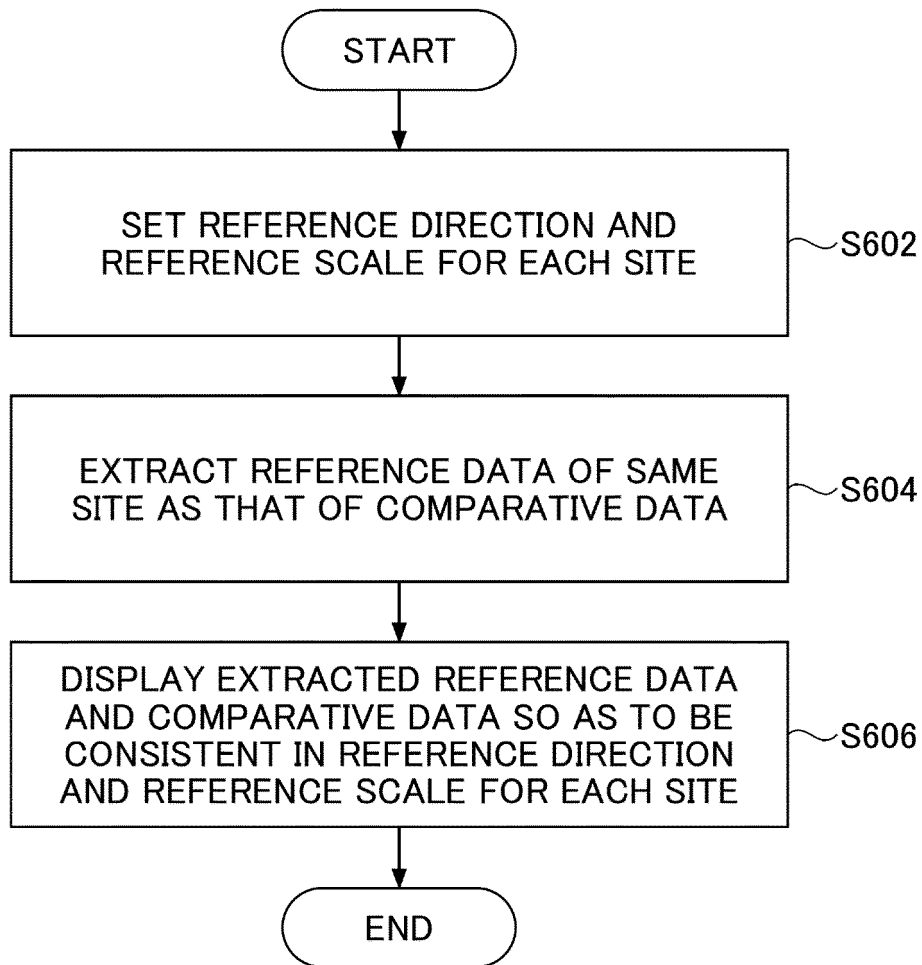 START
SET REFERENCE DIRECTION AND
REFERENCE SCALE FOR EACH SITE
S602
EXTRACT REFERENCE DATA OF SAME
SITE AS THAT OF COMPARATIVE DATA
S604
DISPLAY EXTRACTED REFERENCE DATA
AND COMPARATIVE DATA SO AS TO BE
CONSISTENT IN REFERENCE DIRECTION
AND REFERENCE SCALE FOR EACH SITE
S606
END